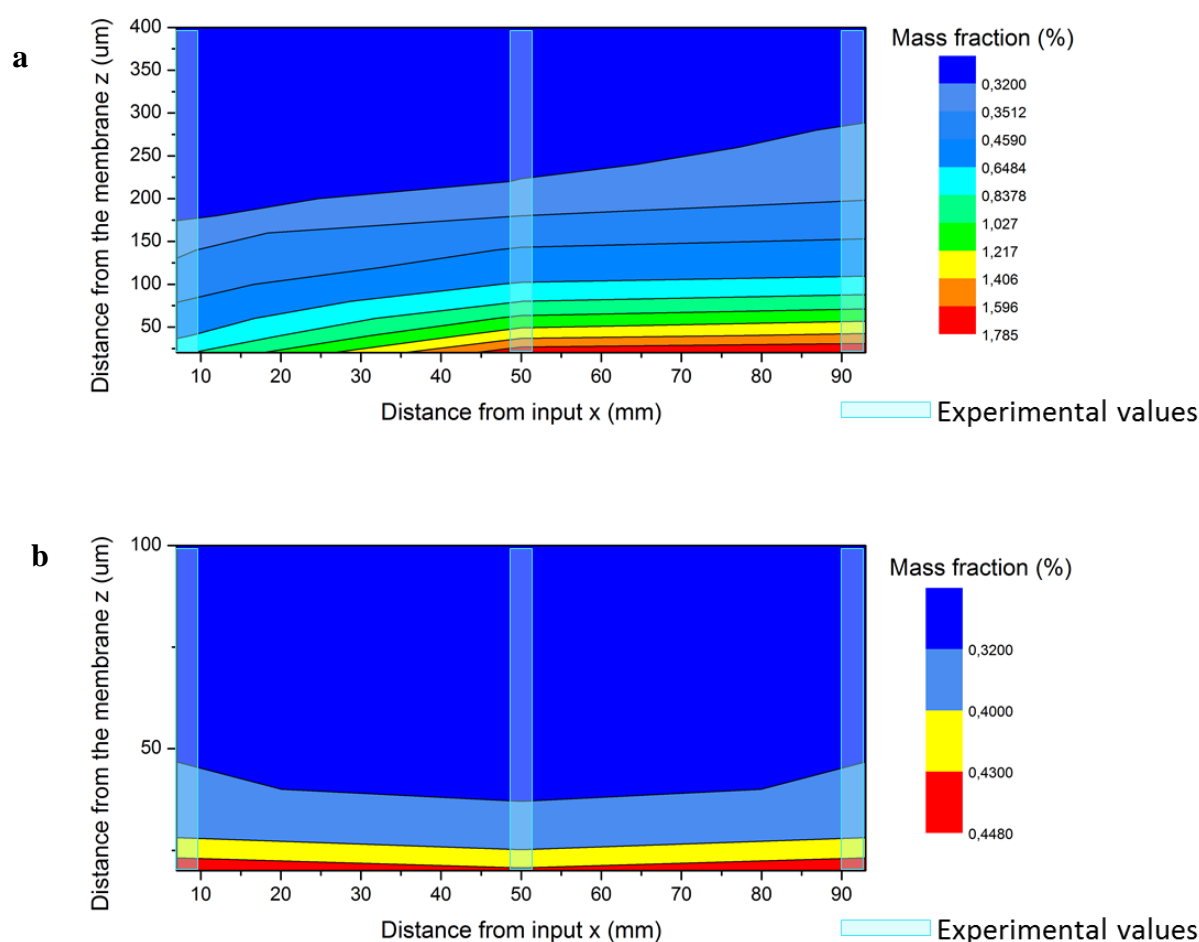 a
Distance from the membrane z (um)
400
350
300
250
200
150
100
50
10 20 30 40 50 60 70 80 90
Distance from input x (mm)
Mass fraction (%)
0,3200
0,3512
0,4590
0,6484
0,8378
1,027
1,217
1,406
1,596
1,785
Experimental values
b
Distance from the membrane z (um)
100
50
10 20 30 40 50 60 70 80 90
Distance from input x (mm)
Mass fraction (%)
0,3200
0,4000
0,4300
0,4480
Experimental values